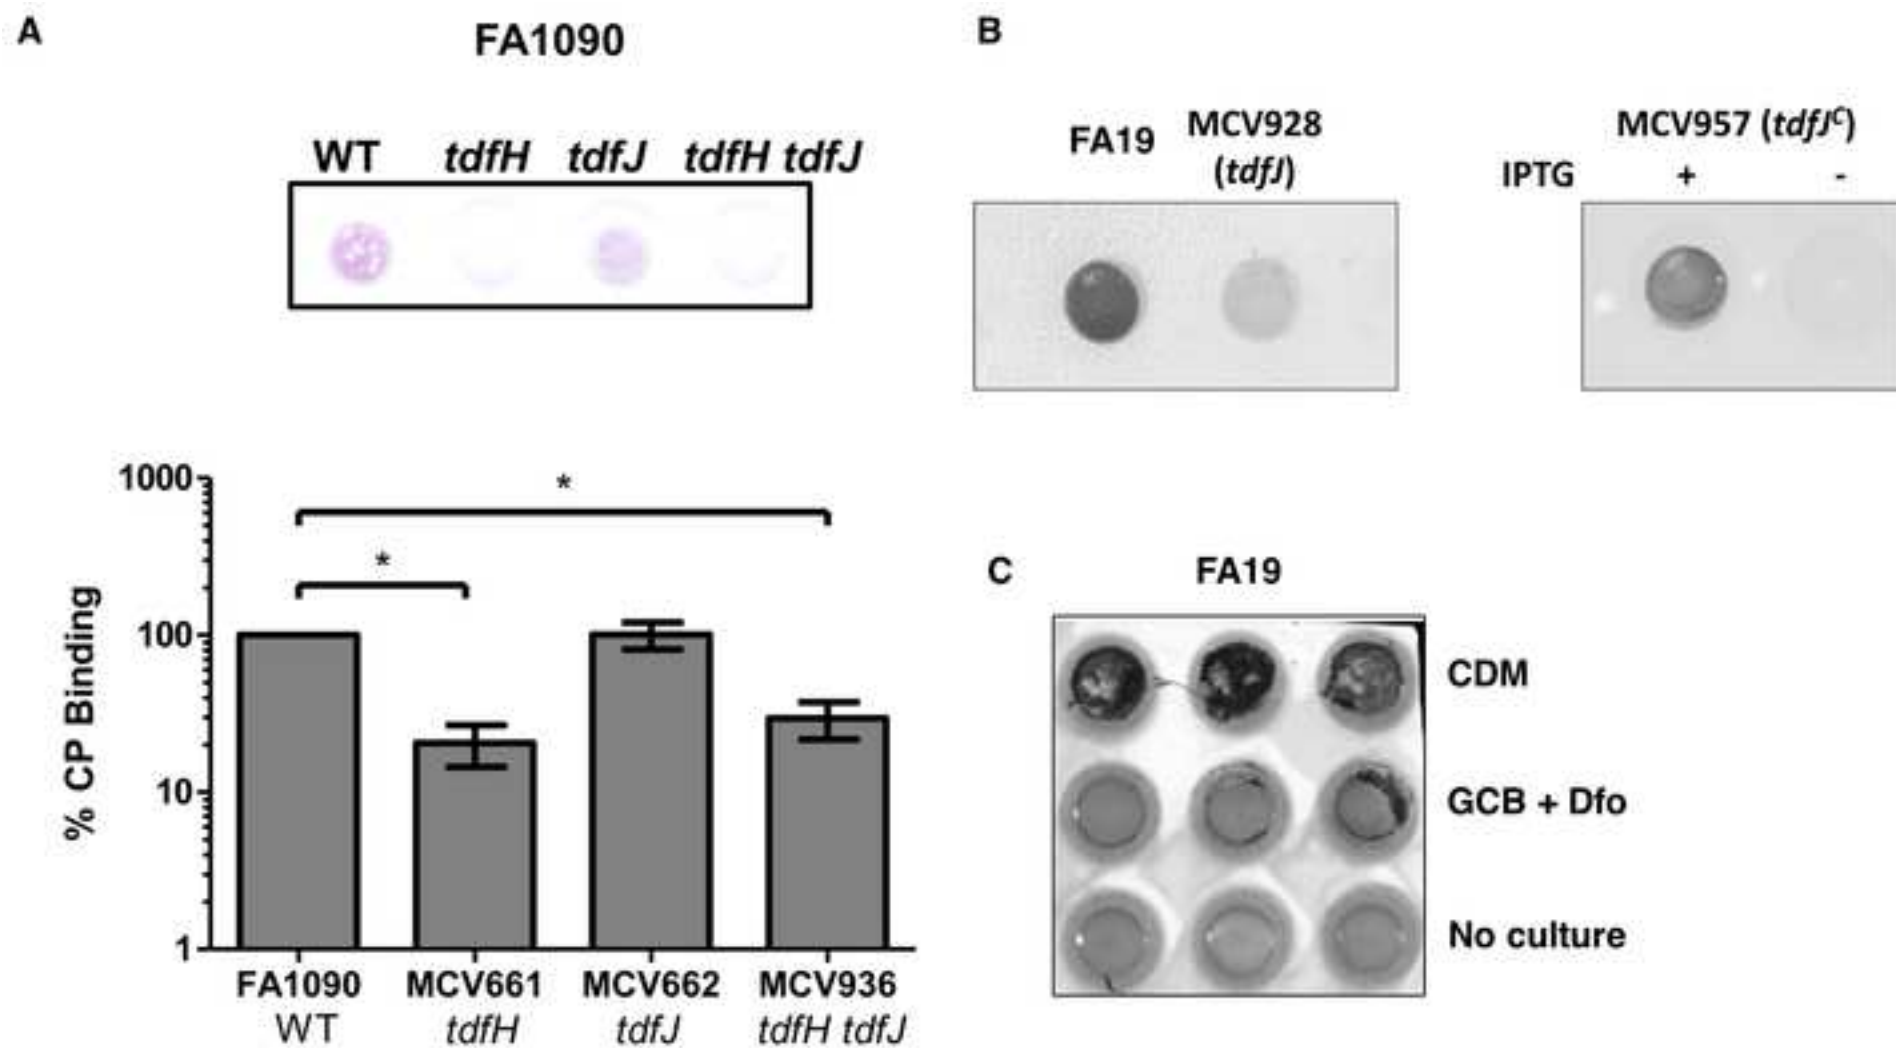 A
FA1090
WT tdfH tdfJ tdfH tdfJ
1000
100
10
1
% CP Binding
*
*
FA1090 MCV661 MCV662 MCV936
WT tdfH tdfJ tdfH tdfJ
B
FA19 MCV928
(tdfJ)
MCV957 (tdfJᶜ)
IPTG + -
C
FA19
CDM
GCB + Dfo
No culture